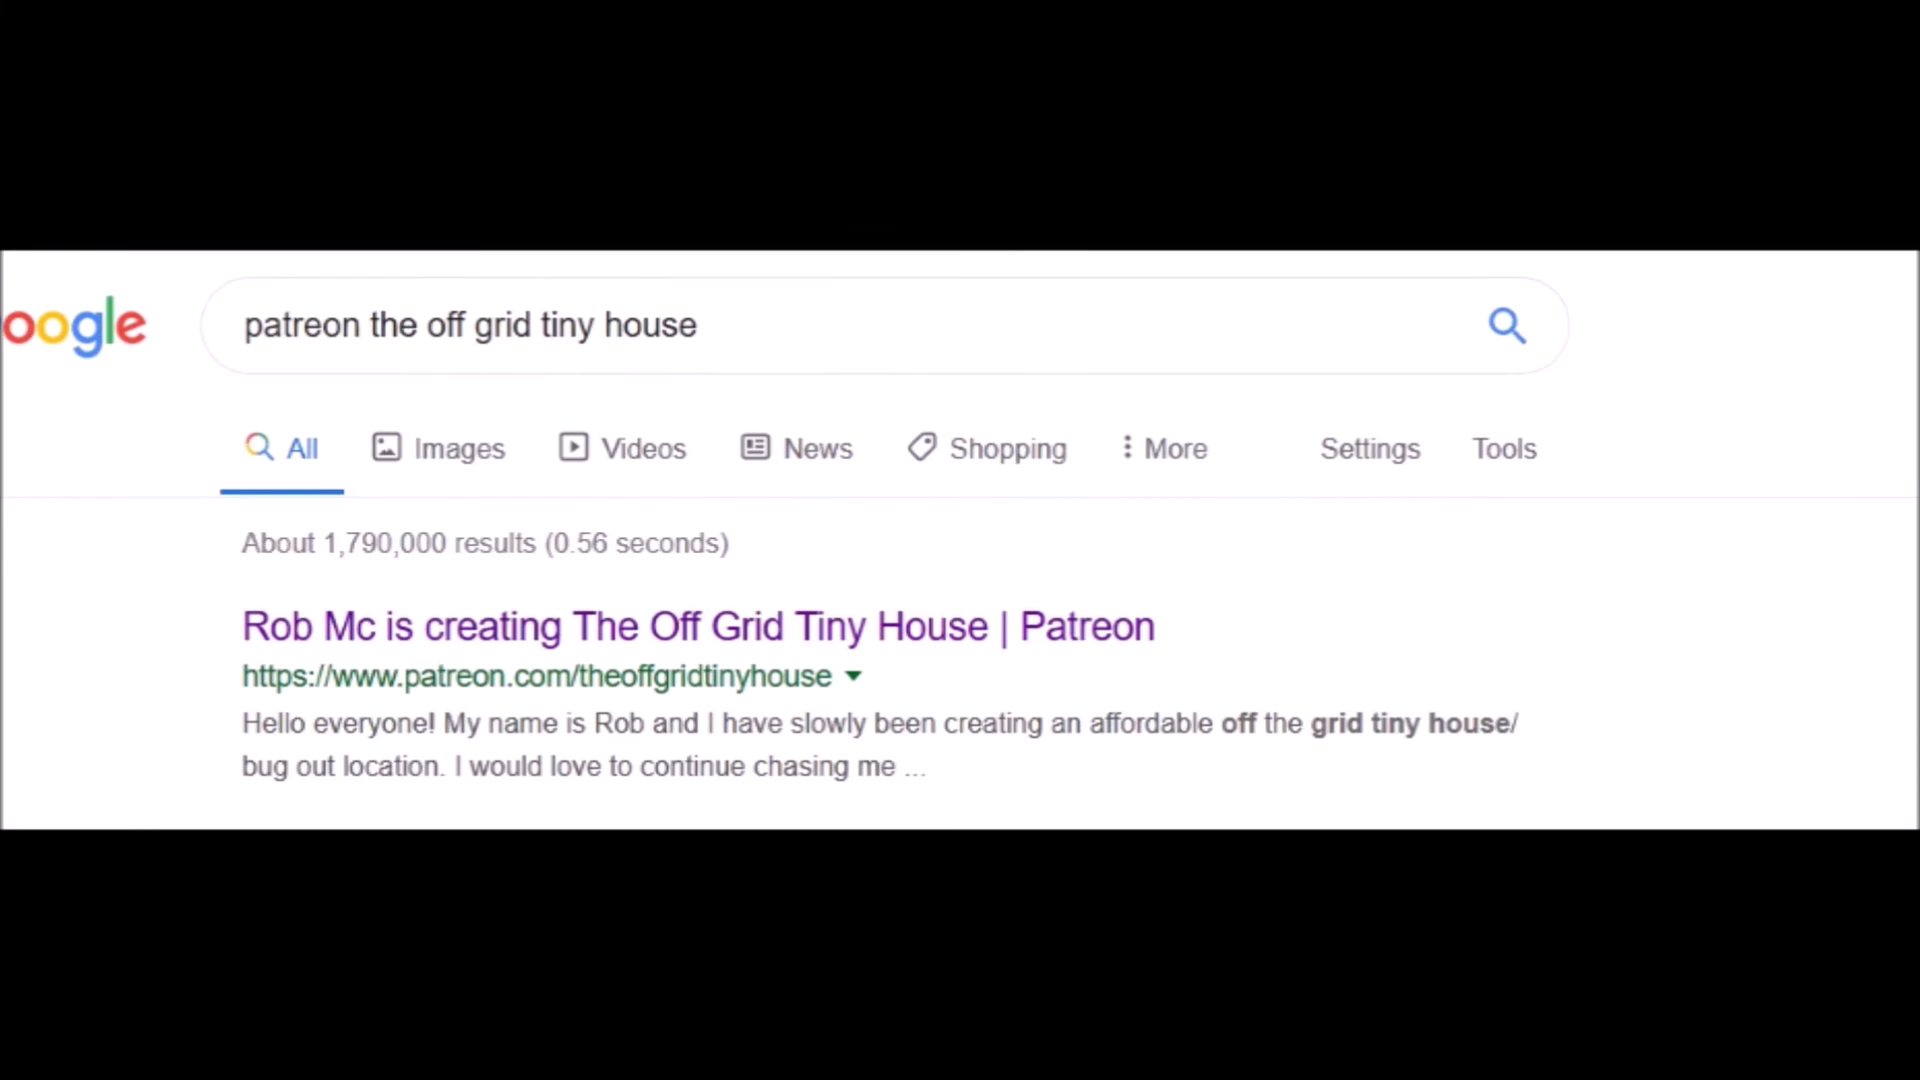 oogle
patreon the off grid tiny house
All Images Videos News Shopping More Settings Tools
About 1,790,000 results (0.56 seconds)
Rob Mc is creating The Off Grid Tiny House | Patreon
https://www.patreon.com/theoffgridtinyhouse
Hello everyone! My name is Rob and I have slowly been creating an affordable off the grid tiny house/
bug out location. I would love to continue chasing me ...